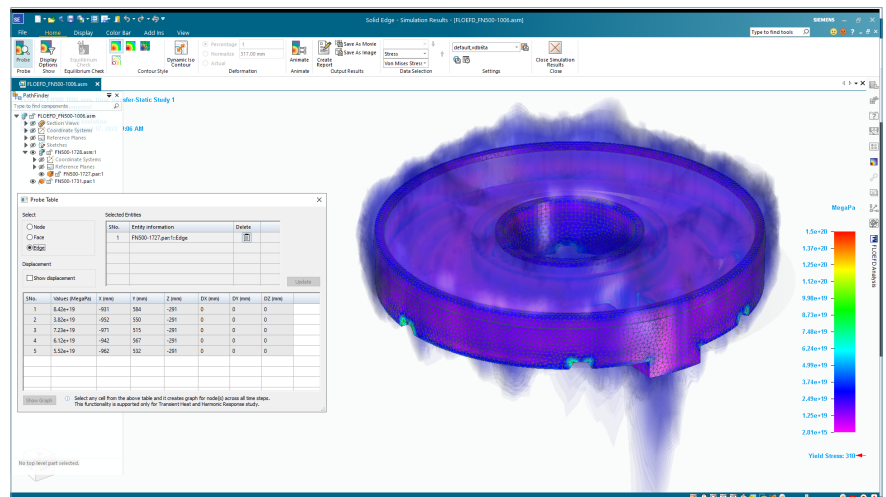 SE
Solid Edge - Simulation Results - [FLOEFD_FN500-1006.asm]
SIEMENS
File Home Display Color Bar Add Ins View
Type to find tools
Probe
Display Options
Equilibrium Check
Dynamic Iso Contour
Percentage 1
Normalize 317.00 mm
Actual
Animate
Create Report
Save As Movie
Save As Image
Stress
Von Mises Stress
Close Simulation Results
Probe Show Equilibrium Check Contour Style Deformation Animate Output Results Data Selection Settings Close
FLOEFD_FN500-1006.asm
PathFinder
sfer-Static Study 1
Type to find components
FLOEFD_FN500-1006.asm
Section Views
Coordinate Systems
:06 AM
Reference Planes
Sketches
FN500-1728.asm:1
Coordinate Systems
Reference Planes
FN500-1727.par:1
FN500-1731.par:1
Probe Table
Select
Node
Face
Edge
Selected Entities
SNo. Entity information Delete
1 FN500-1727.par:1::Edge
Displacement
Show displacement
Update
SNo. Values (MegaPa) X (mm) Y (mm) Z (mm) DX (mm) DY (mm) DZ (mm)
1 8.42e+19 -931 584 -291 0 0 0
2 3.82e+19 -952 550 -291 0 0 0
3 7.23e+19 -971 515 -291 0 0 0
4 6.12e+19 -942 567 -291 0 0 0
5 5.52e+19 -962 532 -291 0 0 0
Show Graph
Select any cell from the above table and it creates graph for node(s) across all time steps.
This functionality is supported only for Transient Heat and Harmonic Response study.
No top level part selected.
MegaPa
1.5e+20
1.37e+20
1.25e+20
1.12e+20
9.98e+19
8.73e+19
7.48e+19
6.24e+19
4.99e+19
3.74e+19
2.49e+19
1.25e+19
2.01e+15
Yield Stress: 310
FLOEFD Analysis